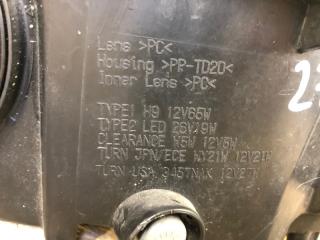 Lens >PC<
Housing >PP-TD20<
Inner Lens >PC<
TYPE1 H9 12V65W
TYPE2 LED 28V19W
CLEARANCE W5W 12V5W
TURN JPN/ECE WY21W 12V21W
TURN USA 3457NAK 12V27W